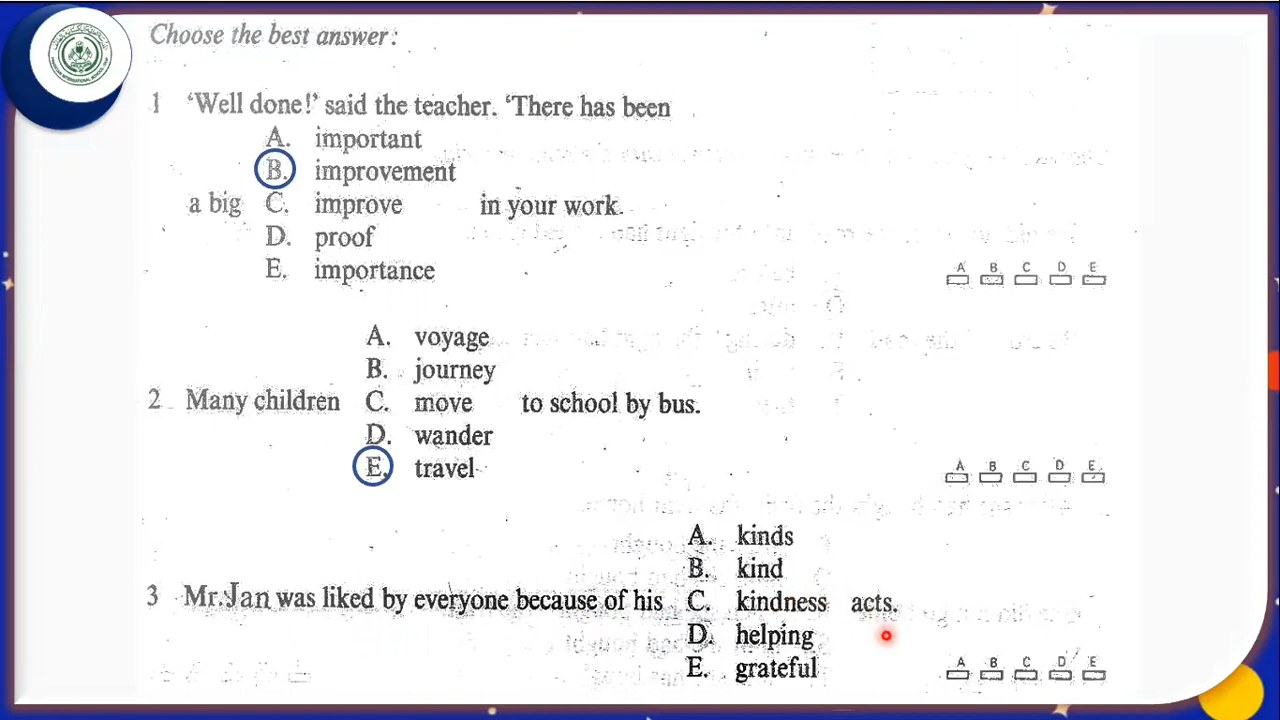 Choose the best answer:
1 ‘Well done!’ said the teacher. ‘There has been
A. important
B. improvement
a big C. improve in your work.
D. proof
E. importance
A B C D E
A. voyage
B. journey
2 Many children C. move to school by bus.
D. wander
E. travel
A B C D E
A. kinds
B. kind
3 Mr. Jan was liked by everyone because of his C. kindness acts.
D. helping
E. grateful
A B C D E